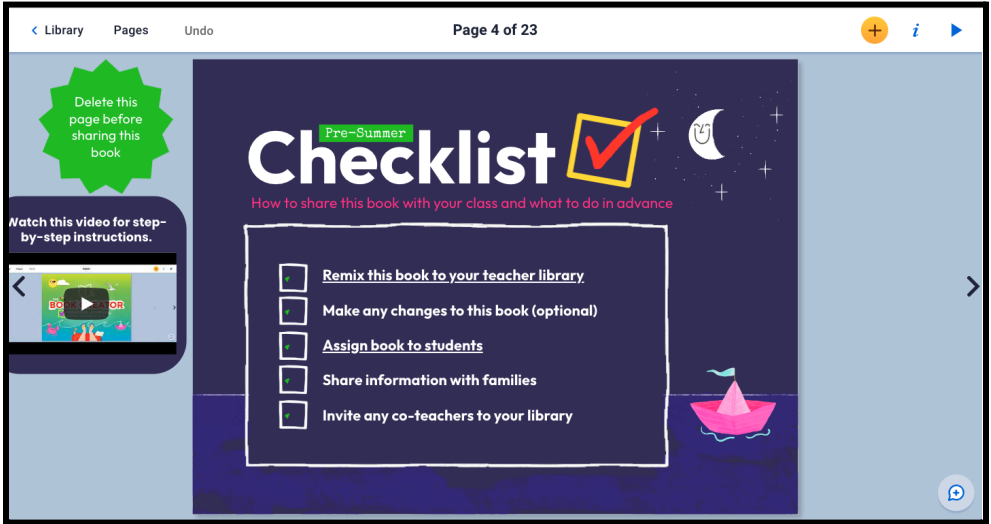 Library
Pages
Undo
Page 4 of 23
i
Delete this
page before
sharing this
book
Watch this video for step-
by-step instructions.
BOOK CREATOR
Pre-Summer
Checklist
How to share this book with your class and what to do in advance
Remix this book to your teacher library
Make any changes to this book (optional)
Assign book to students
Share information with families
Invite any co-teachers to your library